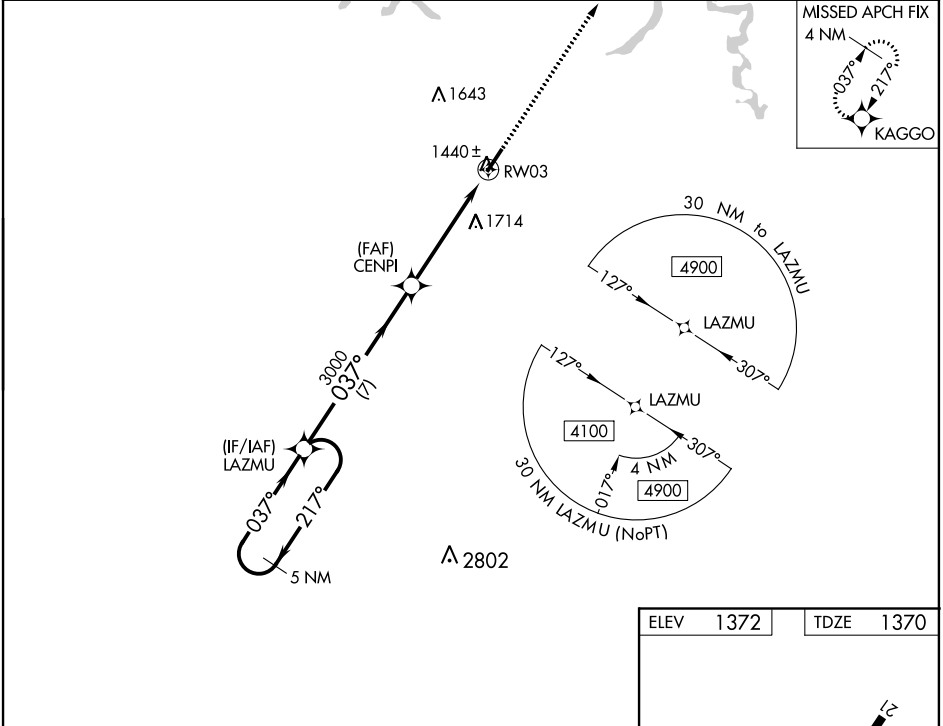 MISSED APCH FIX
4 NM
037°
217°
KAGGO
1643
1440 ±
RW03
1714
(FAF)
CENPI
30 NM to LAZMU
4900
127°
LAZMU
307°
3000
037°
(7)
127°
LAZMU
4100
307°
4 NM
017°
4900
30 NM LAZMU (NoPT)
(IF/IAF)
LAZMU
037°
217°
5 NM
2802
ELEV 1372
TDZE 1370
21